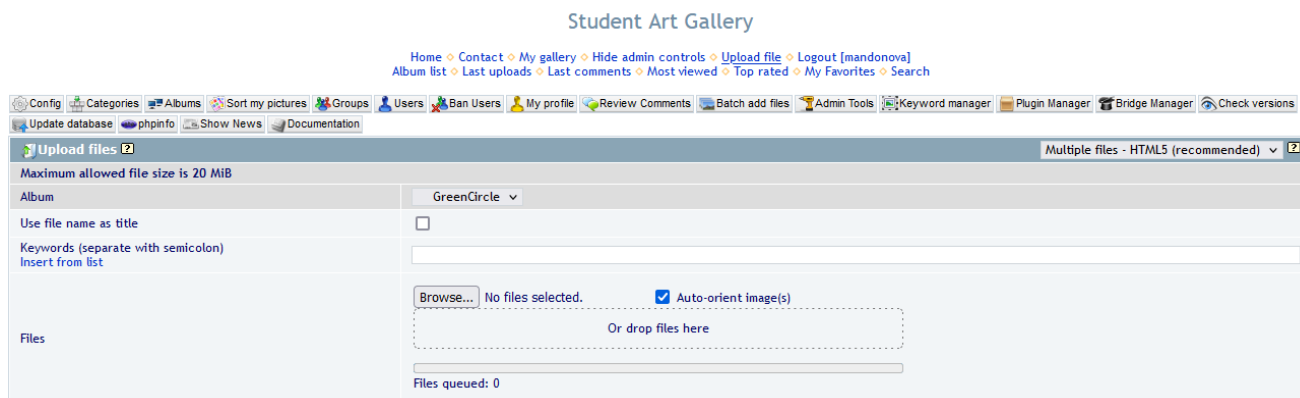 Student Art Gallery
Home ◇ Contact ◇ My gallery ◇ Hide admin controls ◇ Upload file ◇ Logout [mandonova]
Album list ◇ Last uploads ◇ Last comments ◇ Most viewed ◇ Top rated ◇ My Favorites ◇ Search
Config Categories Albums Sort my pictures Groups Users Ban Users My profile Review Comments Batch add files Admin Tools Keyword manager Plugin Manager Bridge Manager Check versions
Update database phpinfo Show News Documentation
Upload files ? Multiple files - HTML5 (recommended) ?
Maximum allowed file size is 20 MiB
Album GreenCircle
Use file name as title
Keywords (separate with semicolon)
Insert from list
Browse... No files selected. Auto-orient image(s)
Or drop files here
Files
Files queued: 0